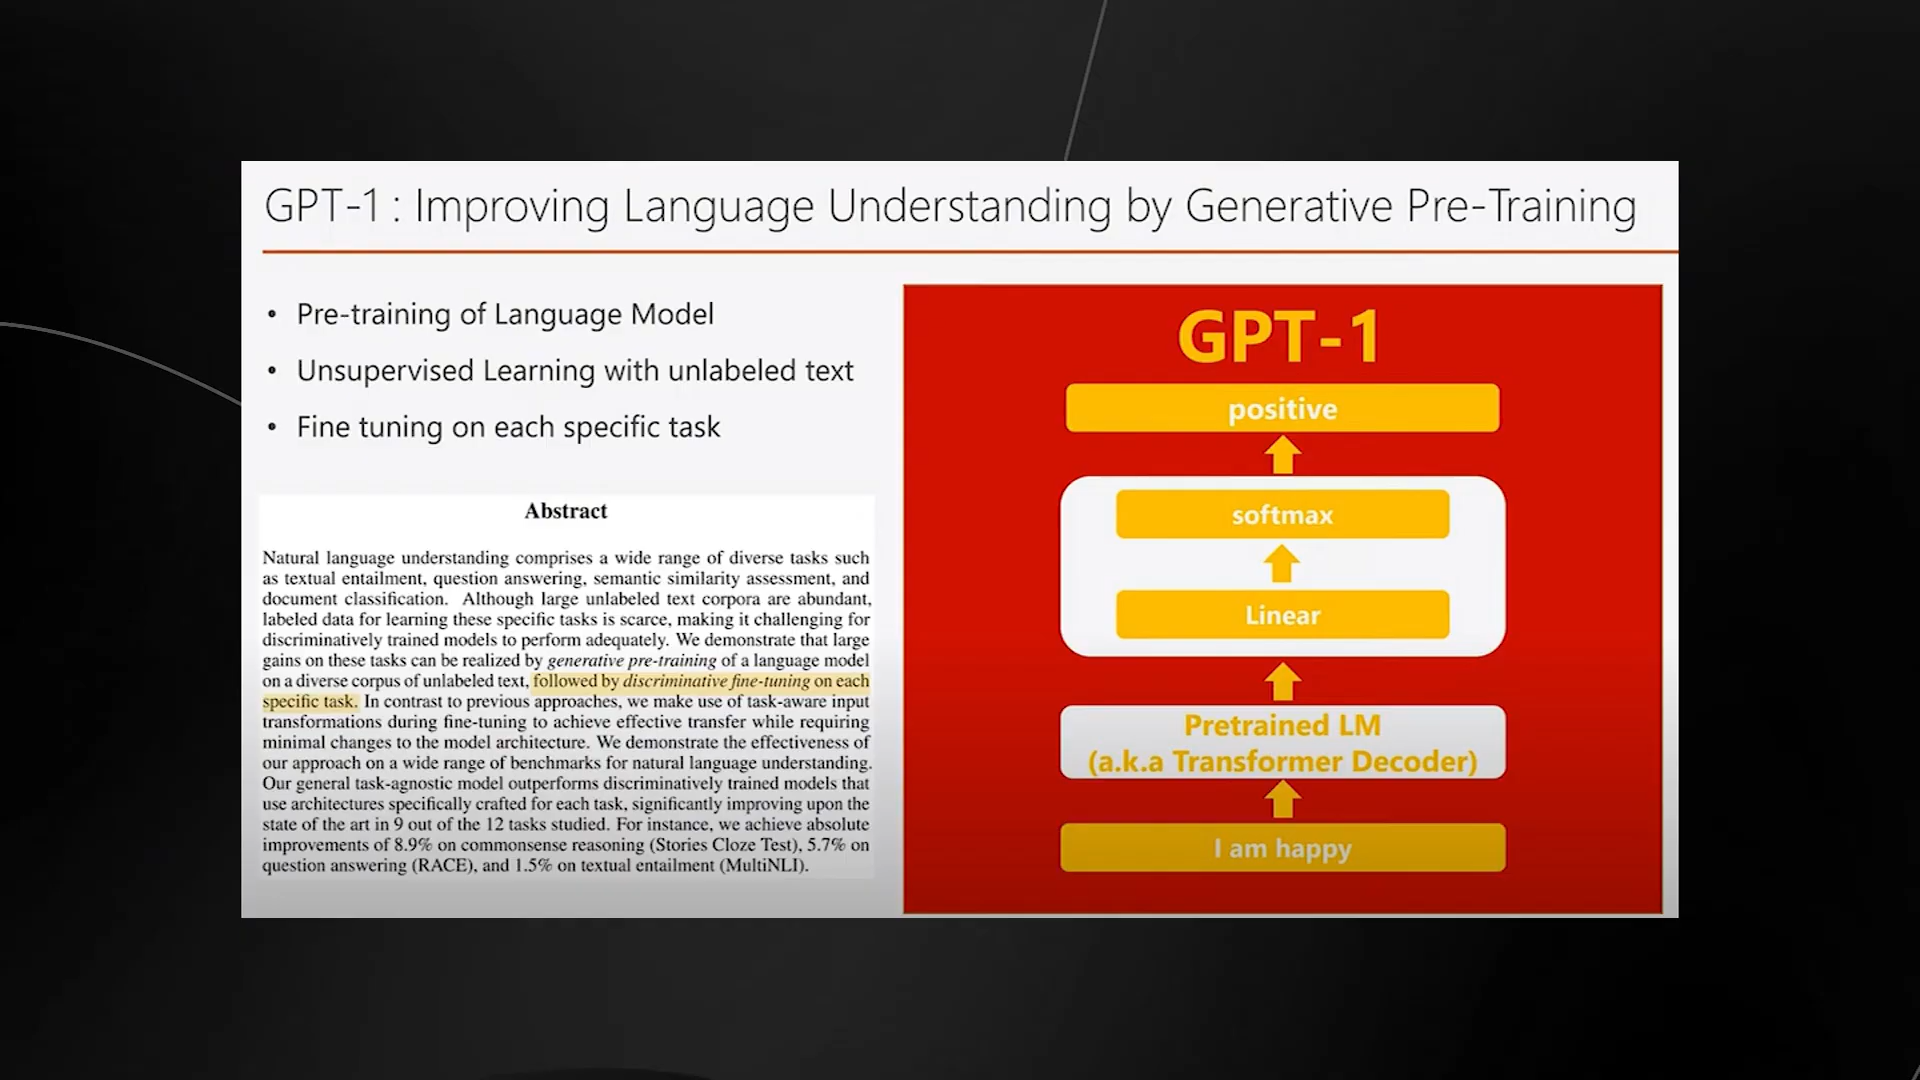 GPT-1 : Improving Language Understanding by Generative Pre-Training
• Pre-training of Language Model
• Unsupervised Learning with unlabeled text
• Fine tuning on each specific task
Abstract
Natural language understanding comprises a wide range of diverse tasks such
as textual entailment, question answering, semantic similarity assessment, and
document classification. Although large unlabeled text corpora are abundant,
labeled data for learning these specific tasks is scarce, making it challenging for
discriminatively trained models to perform adequately. We demonstrate that large
gains on these tasks can be realized by generative pre-training of a language model
on a diverse corpus of unlabeled text, followed by discriminative fine-tuning on each
specific task. In contrast to previous approaches, we make use of task-aware input
transformations during fine-tuning to achieve effective transfer while requiring
minimal changes to the model architecture. We demonstrate the effectiveness of
our approach on a wide range of benchmarks for natural language understanding.
Our general task-agnostic model outperforms discriminatively trained models that
use architectures specifically crafted for each task, significantly improving upon the
state of the art in 9 out of the 12 tasks studied. For instance, we achieve absolute
improvements of 8.9% on commonsense reasoning (Stories Cloze Test), 5.7% on
question answering (RACE), and 1.5% on textual entailment (MultiNLI).
GPT-1
positive
softmax
Linear
Pretrained LM
(a.k.a Transformer Decoder)
I am happy